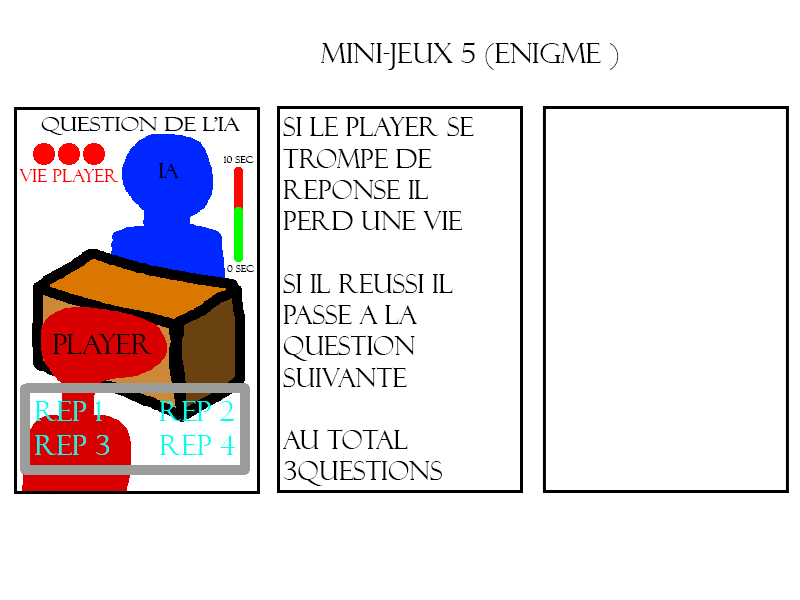 MINI-JEUX 5 (ENIGME )
QUESTION DE L'IA
VIE PLAYER
IA
10 SEC
0 SEC
PLAYER
REP 1 REP 2
REP 3 REP 4
SI LE PLAYER SE
TROMPE DE
REPONSE IL
PERD UNE VIE
SI IL REUSSI IL
PASSE A LA
QUESTION
SUIVANTE
AU TOTAL
3QUESTIONS